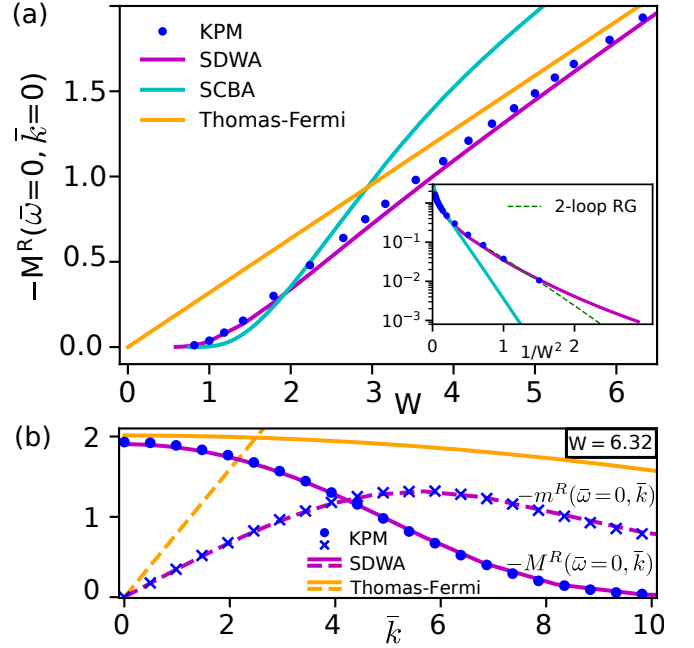 (a)
KPM
SDWA
SCBA
Thomas-Fermi
−M^R(ω̄=0, k̄=0)
1.5
1.0
0.5
0.0
0 1 2 3 4 5 6
W
2-loop RG
10^−1
10^−2
10^−3
0 2
1/W^2
(b)
W = 6.32
−m^R(ω̄=0, k̄)
−M^R(ω̄=0, k̄)
KPM
SDWA
Thomas-Fermi
2
1
0
0 2 4 6 8 10
k̄